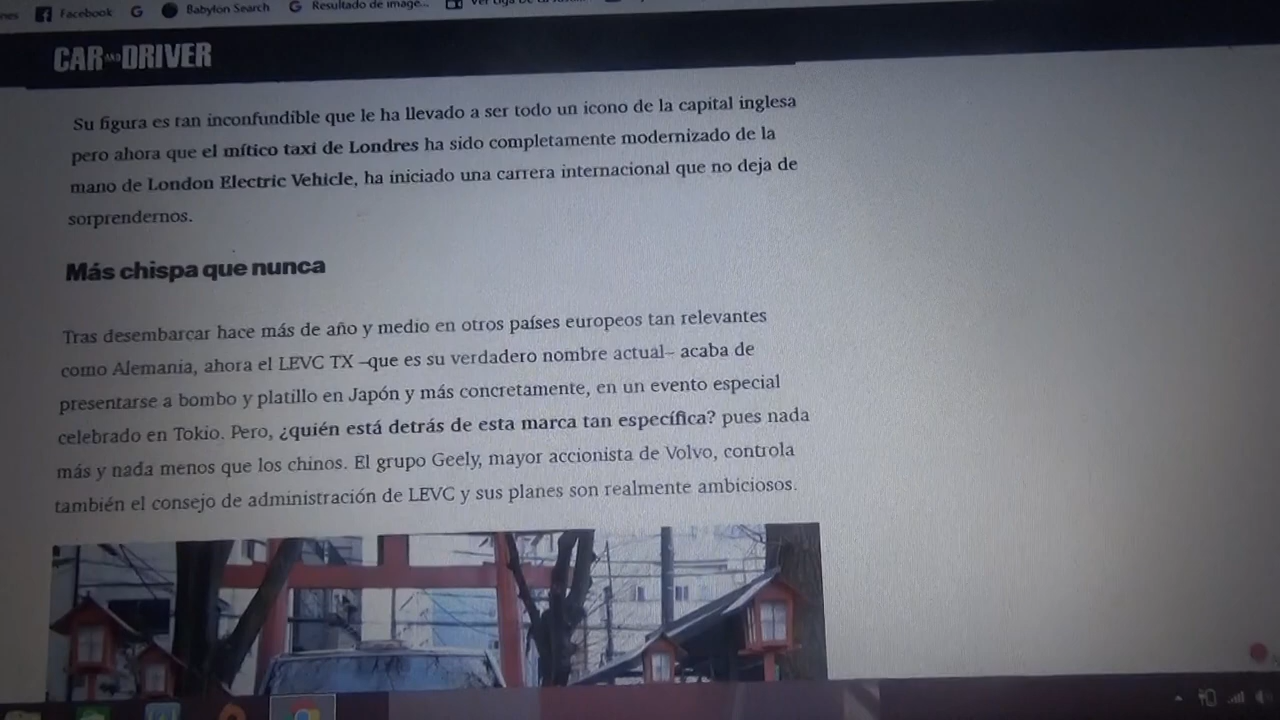 Facebook
G
Babylon Search
G
Resultado de image...
CAR AND DRIVER
Su figura es tan inconfundible que le ha llevado a ser todo un icono de la capital inglesa
pero ahora que el mítico taxi de Londres ha sido completamente modernizado de la
mano de London Electric Vehicle, ha iniciado una carrera internacional que no deja de
sorprendernos.
Más chispa que nunca
Tras desembarcar hace más de año y medio en otros países europeos tan relevantes
como Alemania, ahora el LEVC TX –que es su verdadero nombre actual– acaba de
presentarse a bombo y platillo en Japón y más concretamente, en un evento especial
celebrado en Tokio. Pero, ¿quién está detrás de esta marca tan específica? pues nada
más y nada menos que los chinos. El grupo Geely, mayor accionista de Volvo, controla
también el consejo de administración de LEVC y sus planes son realmente ambiciosos.